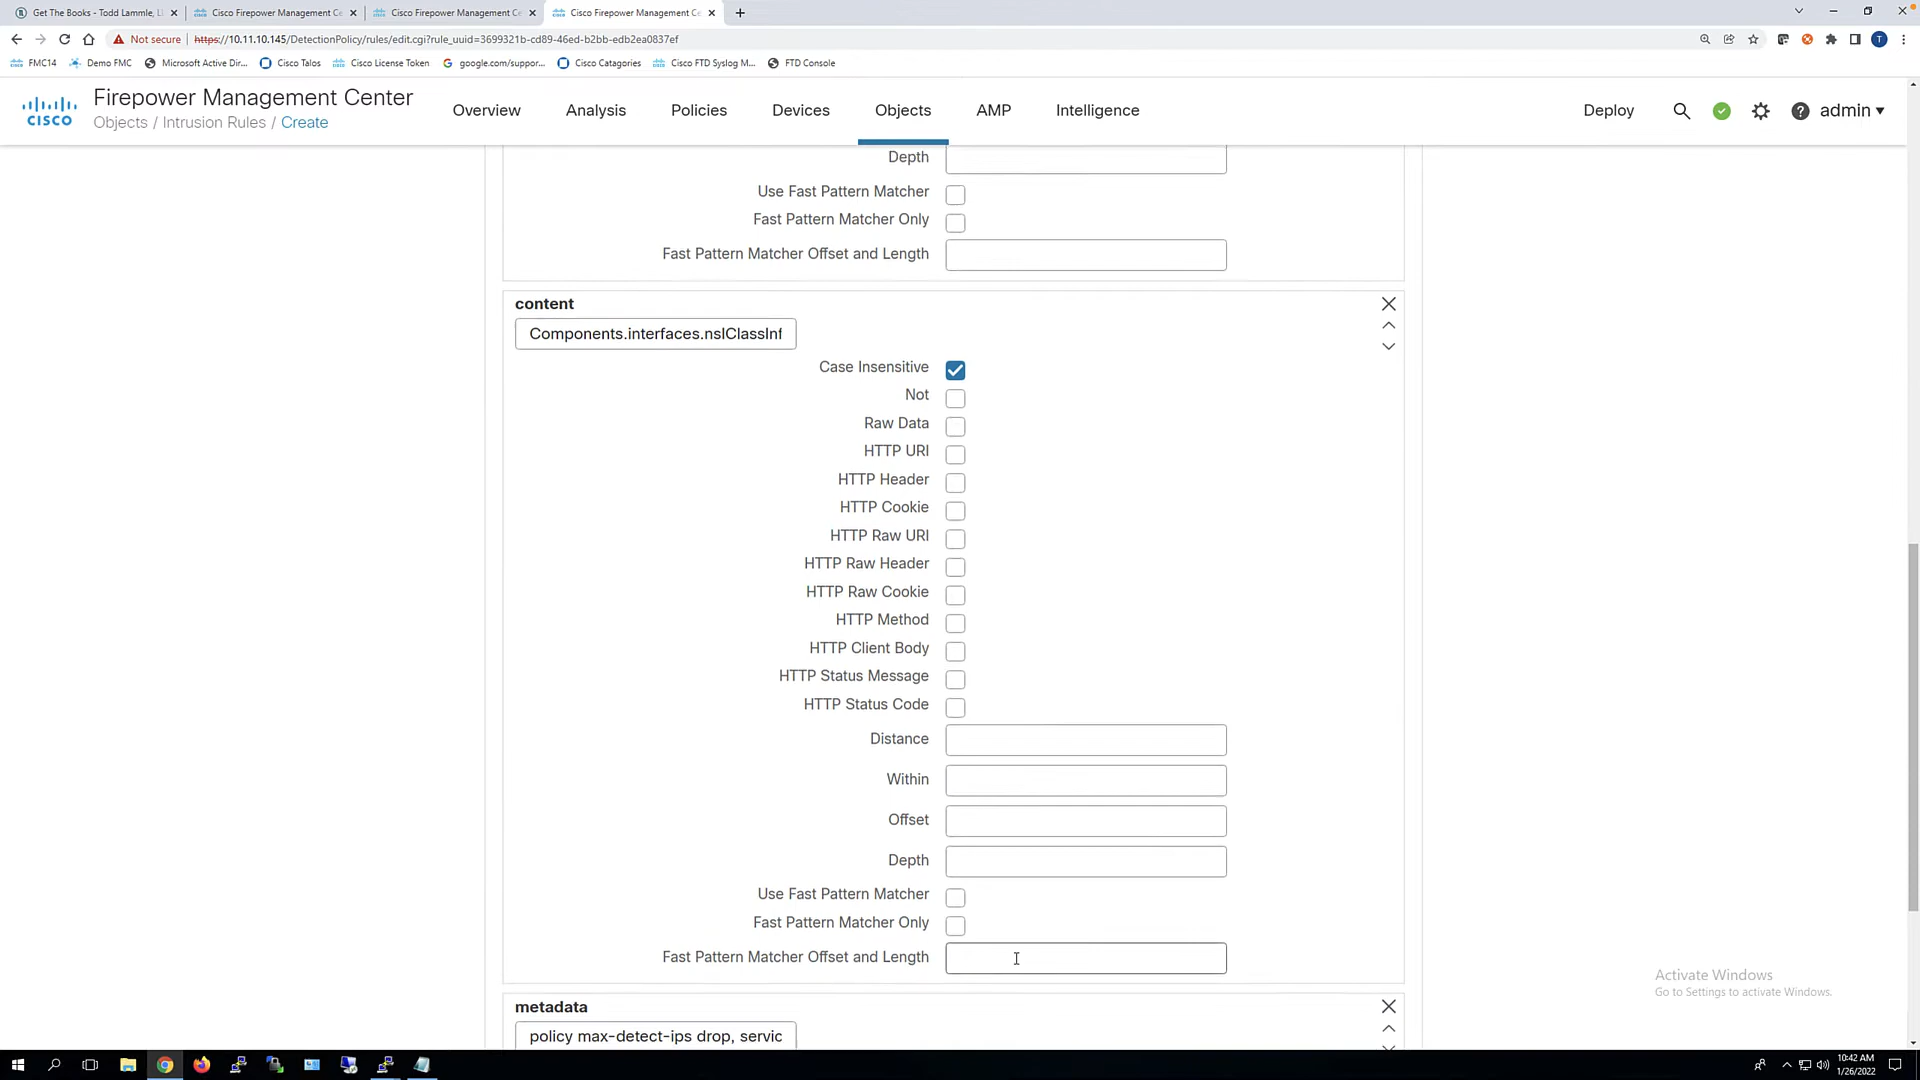 Get The Books - Todd Lammle, L
Cisco Firepower Management Ce
Cisco Firepower Management Ce
Cisco Firepower Management Ce
Not secure
https://10.11.10.145/DetectionPolicy/rules/edit.cgi?rule_uuid=3699321b-cd89-46ed-b2bb-edb2ea0837ef
FMC14
Demo FMC
Microsoft Active Dir...
Cisco Talos
Cisco License Token
google.com/suppor...
Cisco Catagories
Cisco FTD Syslog M...
FTD Console
CISCO
Firepower Management Center
Objects / Intrusion Rules / Create
Overview
Analysis
Policies
Devices
Objects
AMP
Intelligence
Deploy
admin
Depth
Use Fast Pattern Matcher
Fast Pattern Matcher Only
Fast Pattern Matcher Offset and Length
content
Components.interfaces.nsIClassInf
Case Insensitive
Not
Raw Data
HTTP URI
HTTP Header
HTTP Cookie
HTTP Raw URI
HTTP Raw Header
HTTP Raw Cookie
HTTP Method
HTTP Client Body
HTTP Status Message
HTTP Status Code
Distance
Within
Offset
Depth
Use Fast Pattern Matcher
Fast Pattern Matcher Only
Fast Pattern Matcher Offset and Length
metadata
policy max-detect-ips drop, servic
Activate Windows
Go to Settings to activate Windows.
10:42 AM
1/26/2022